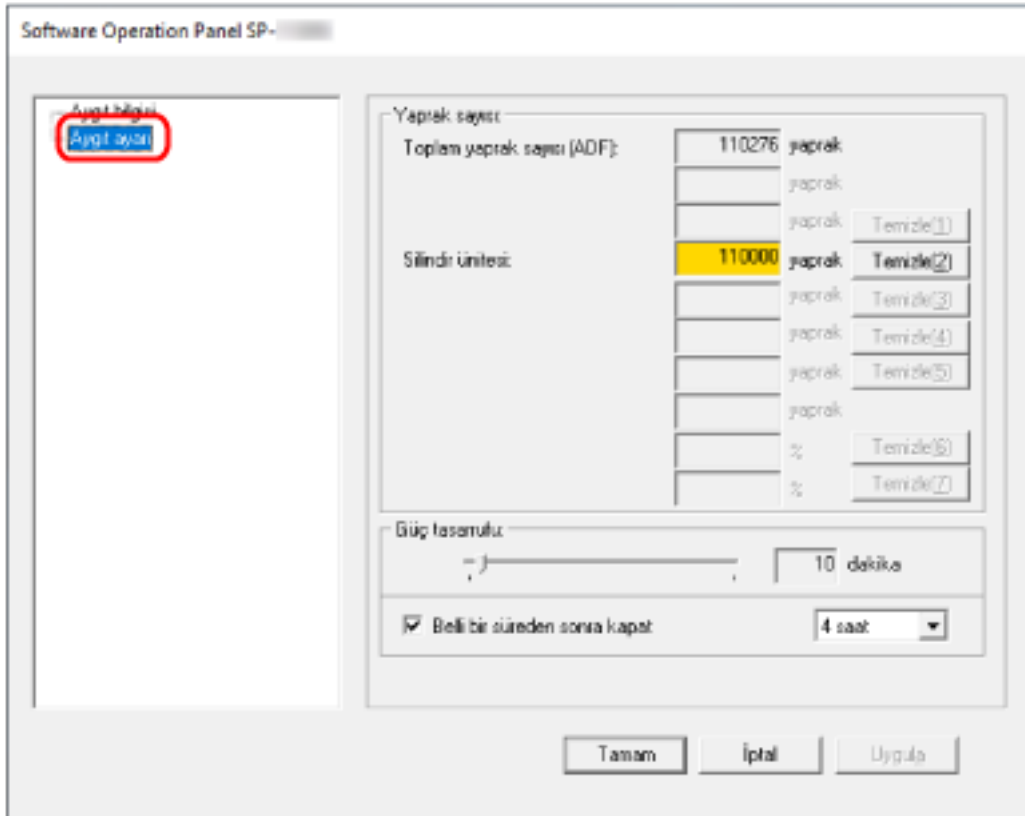 Software Operation Panel SP-
Aygıt bilgisi
Aygıt ayarı
Yaprak sayısı:
Toplam yaprak sayısı (ADF): 110276 yaprak
yaprak
yaprak Temizle(1)
Silindir ünitesi: 110000 yaprak Temizle(2)
yaprak Temizle(3)
yaprak Temizle(4)
yaprak Temizle(5)
yaprak
% Temizle(6)
% Temizle(7)
Güç tasarrufu:
10 dakika
Belli bir süreden sonra kapat 4 saat
Tamam İptal Uygula